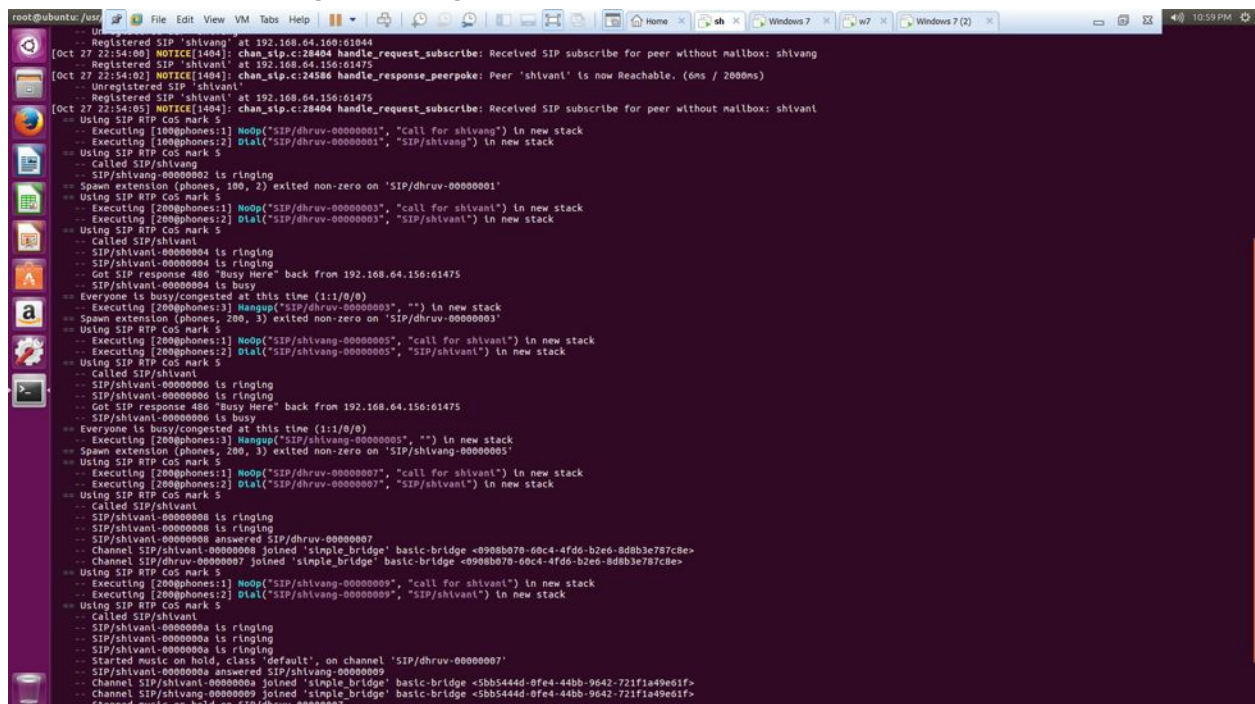 root@ubuntu: /usr/ File Edit View VM Tabs Help Home × sh × Windows 7 × w7 × Windows 7 (2) × 10:59 PM
-- Registered SIP 'shivang' at 192.168.64.160:61044
[Oct 27 22:54:00] NOTICE[1404]: chan_sip.c:28404 handle_request_subscribe: Received SIP subscribe for peer without mailbox: shivang
-- Registered SIP 'shivani' at 192.168.64.156:61475
[Oct 27 22:54:02] NOTICE[1404]: chan_sip.c:24586 handle_response_peerpoke: Peer 'shivani' is now Reachable. (6ms / 2000ms)
-- Unregistered SIP 'shivani'
-- Registered SIP 'shivani' at 192.168.64.156:61475
[Oct 27 22:54:05] NOTICE[1404]: chan_sip.c:28404 handle_request_subscribe: Received SIP subscribe for peer without mailbox: shivani
== Using SIP RTP CoS mark 5
-- Executing [100@phones:1] NoOp("SIP/dhruv-00000001", "Call for shivang") in new stack
-- Executing [100@phones:2] Dial("SIP/dhruv-00000001", "SIP/shivang") in new stack
== Using SIP RTP CoS mark 5
-- Called SIP/shivang
-- SIP/shivang-00000002 is ringing
== Spawn extension (phones, 100, 2) exited non-zero on 'SIP/dhruv-00000001'
== Using SIP RTP CoS mark 5
-- Executing [200@phones:1] NoOp("SIP/dhruv-00000003", "call for shivani") in new stack
-- Executing [200@phones:2] Dial("SIP/dhruv-00000003", "SIP/shivani") in new stack
== Using SIP RTP CoS mark 5
-- Called SIP/shivani
-- SIP/shivani-00000004 is ringing
-- SIP/shivani-00000004 is ringing
-- Got SIP response 486 "Busy Here" back from 192.168.64.156:61475
-- SIP/shivani-00000004 is busy
== Everyone is busy/congested at this time (1:1/0/0)
-- Executing [200@phones:3] Hangup("SIP/dhruv-00000003", "") in new stack
== Spawn extension (phones, 200, 3) exited non-zero on 'SIP/dhruv-00000003'
== Using SIP RTP CoS mark 5
-- Executing [200@phones:1] NoOp("SIP/shivang-00000005", "call for shivani") in new stack
-- Executing [200@phones:2] Dial("SIP/shivang-00000005", "SIP/shivani") in new stack
== Using SIP RTP CoS mark 5
-- Called SIP/shivani
-- SIP/shivani-00000006 is ringing
-- SIP/shivani-00000006 is ringing
-- Got SIP response 486 "Busy Here" back from 192.168.64.156:61475
-- SIP/shivani-00000006 is busy
== Everyone is busy/congested at this time (1:1/0/0)
-- Executing [200@phones:3] Hangup("SIP/shivang-00000005", "") in new stack
== Spawn extension (phones, 200, 3) exited non-zero on 'SIP/shivang-00000005'
== Using SIP RTP CoS mark 5
-- Executing [200@phones:1] NoOp("SIP/dhruv-00000007", "call for shivani") in new stack
-- Executing [200@phones:2] Dial("SIP/dhruv-00000007", "SIP/shivani") in new stack
== Using SIP RTP CoS mark 5
-- Called SIP/shivani
-- SIP/shivani-00000008 is ringing
-- SIP/shivani-00000008 is ringing
-- SIP/shivani-00000008 answered SIP/dhruv-00000007
-- Channel SIP/shivani-00000008 joined 'simple_bridge' basic-bridge <0908b070-60c4-4fd6-b2e6-8d8b3e787c8e>
-- Channel SIP/dhruv-00000007 joined 'simple_bridge' basic-bridge <0908b070-60c4-4fd6-b2e6-8d8b3e787c8e>
== Using SIP RTP CoS mark 5
-- Executing [200@phones:1] NoOp("SIP/shivang-00000009", "call for shivani") in new stack
-- Executing [200@phones:2] Dial("SIP/shivang-00000009", "SIP/shivani") in new stack
== Using SIP RTP CoS mark 5
-- Called SIP/shivani
-- SIP/shivani-0000000a is ringing
-- SIP/shivani-0000000a is ringing
-- SIP/shivani-0000000a is ringing
-- Started music on hold, class 'default', on channel 'SIP/dhruv-00000007'
-- SIP/shivani-0000000a answered SIP/shivang-00000009
-- Channel SIP/shivani-0000000a joined 'simple_bridge' basic-bridge <5bb5444d-0fe4-44bb-9642-721f1a49e61f>
-- Channel SIP/shivang-00000009 joined 'simple_bridge' basic-bridge <5bb5444d-0fe4-44bb-9642-721f1a49e61f>
-- Stopped music on hold on SIP/dhruv-00000007